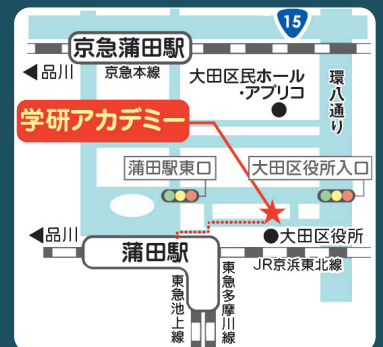 15
京急蒲田駅
◀品川
京急本線
大田区民ホール
・アプリコ
環八通り
学研アカデミー
蒲田駅東口
大田区役所入口
◀品川
蒲田駅
●大田区役所
JR京浜東北線
東急池上線
東急多摩川線